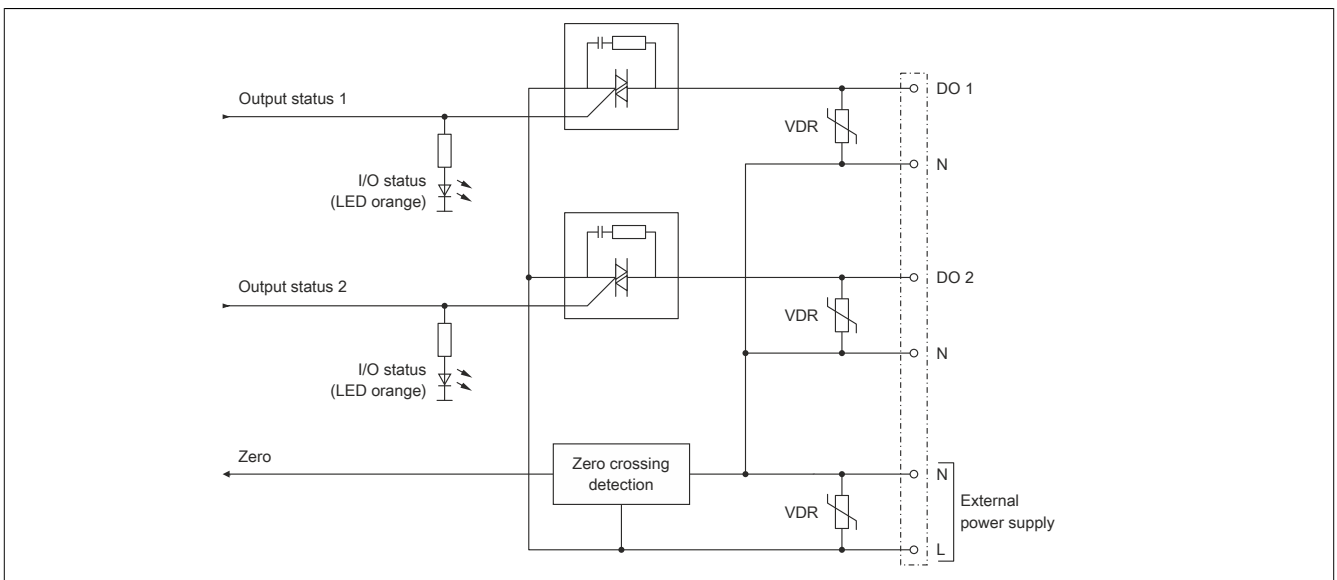 DO 1
Output status 1
VDR
N
I/O status
(LED orange)
DO 2
Output status 2
VDR
N
I/O status
(LED orange)
Zero
Zero crossing
detection
N
VDR
External
power supply
L